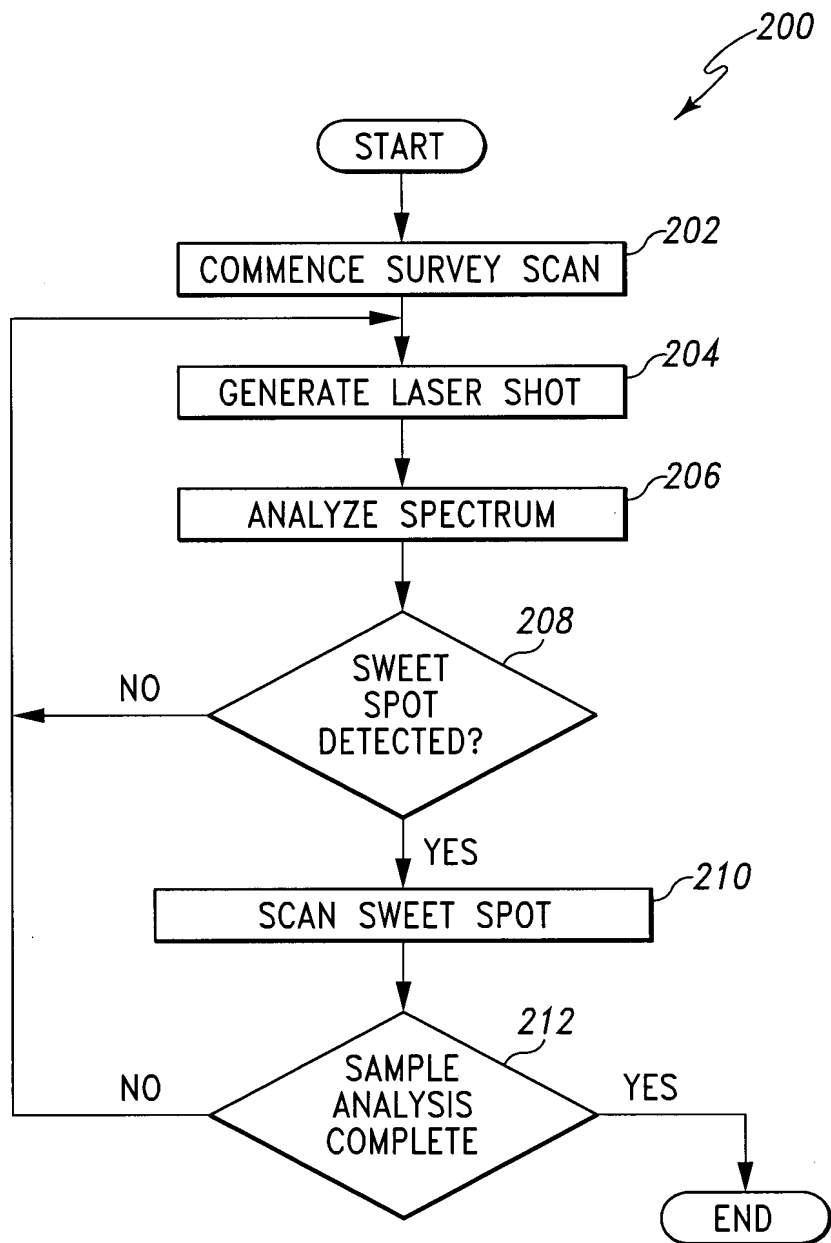 200
START
202
COMMENCE SURVEY SCAN
204
GENERATE LASER SHOT
206
ANALYZE SPECTRUM
208
SWEET
SPOT
DETECTED?
NO
YES
210
SCAN SWEET SPOT
212
SAMPLE
ANALYSIS
COMPLETE
NO
YES
END